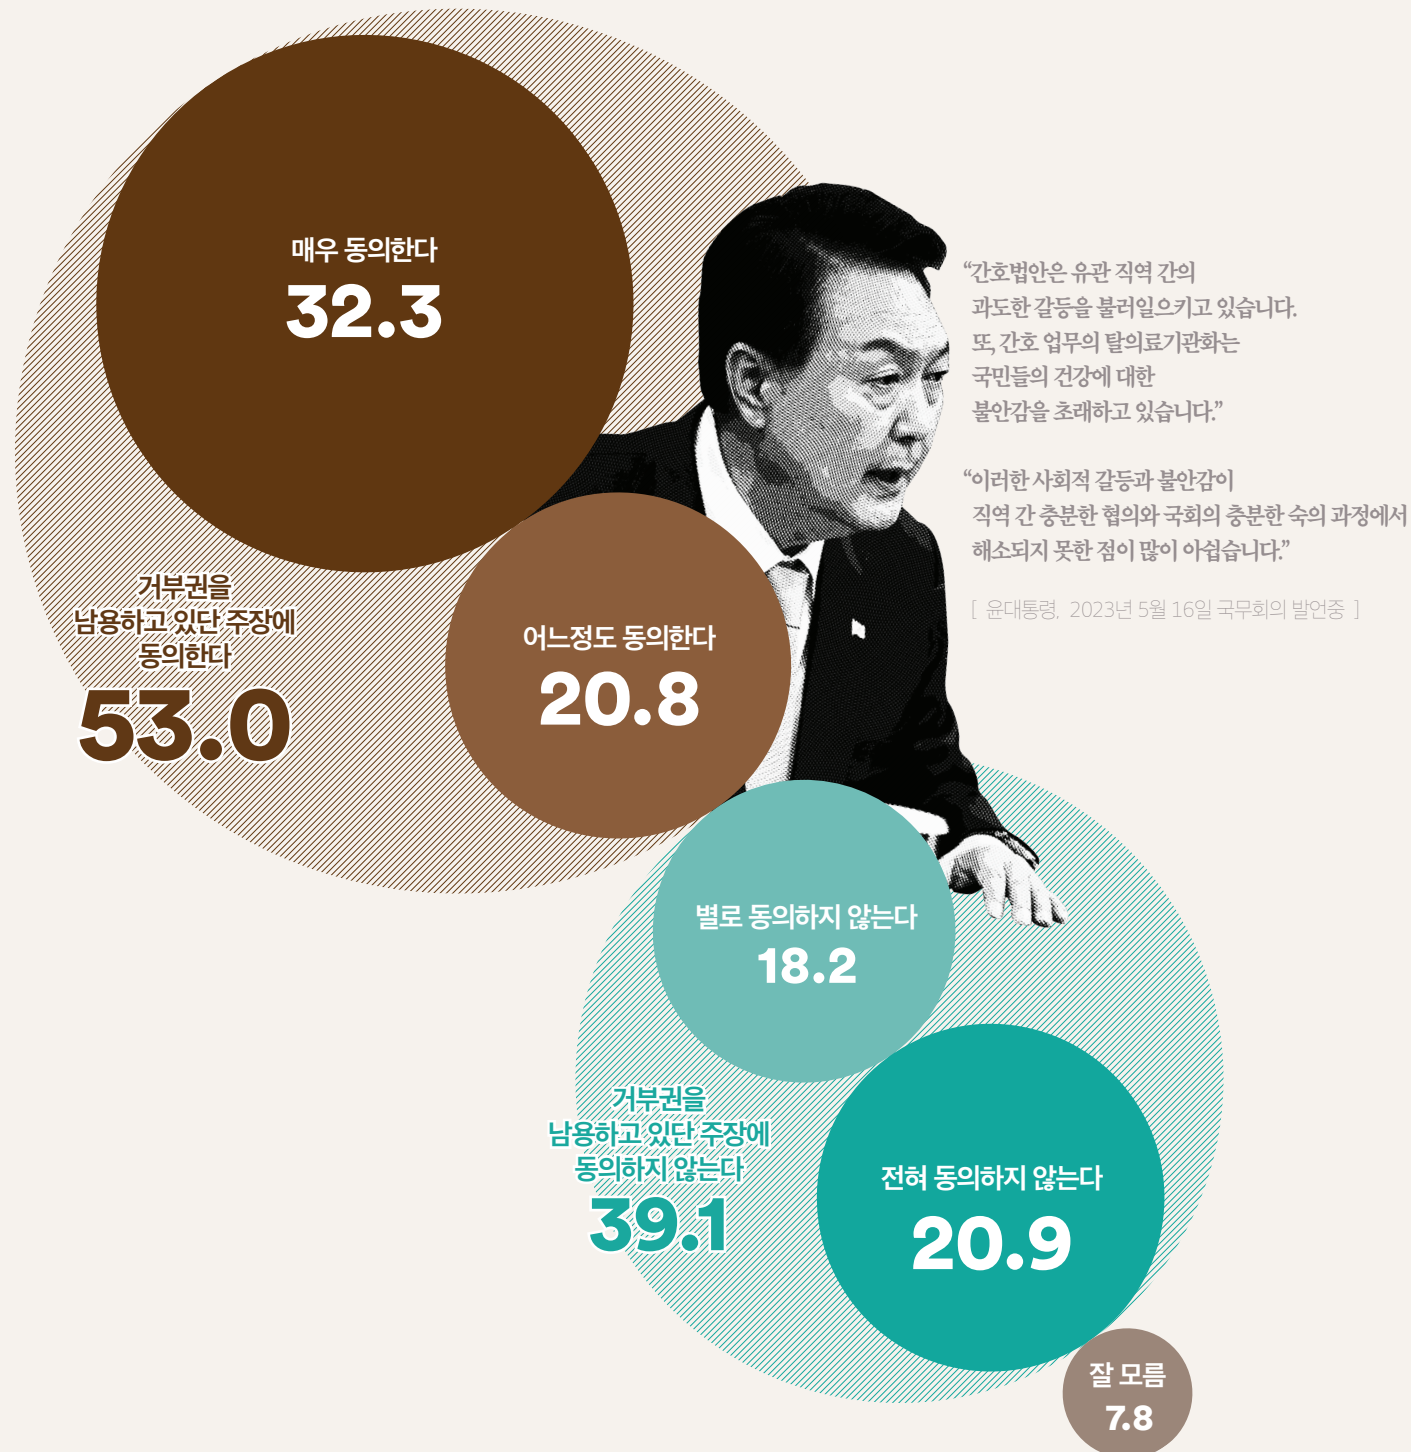 매우 동의한다
32.3
“간호법안은 유관 직역 간의
과도한 갈등을 불러일으키고 있습니다.
또, 간호 업무의 탈의료기관화는
국민들의 건강에 대한
불안감을 초래하고 있습니다.”
“이러한 사회적 갈등과 불안감이
직역 간 충분한 협의와 국회의 충분한 숙의 과정에서
해소되지 못한 점이 많이 아쉽습니다.”
[ 윤대통령, 2023년 5월 16일 국무회의 발언중 ]
거부권을
남용하고 있단 주장에
동의한다
53.0
어느정도 동의한다
20.8
별로 동의하지 않는다
18.2
거부권을
남용하고 있단 주장에
동의하지 않는다
39.1
전혀 동의하지 않는다
20.9
잘 모름
7.8